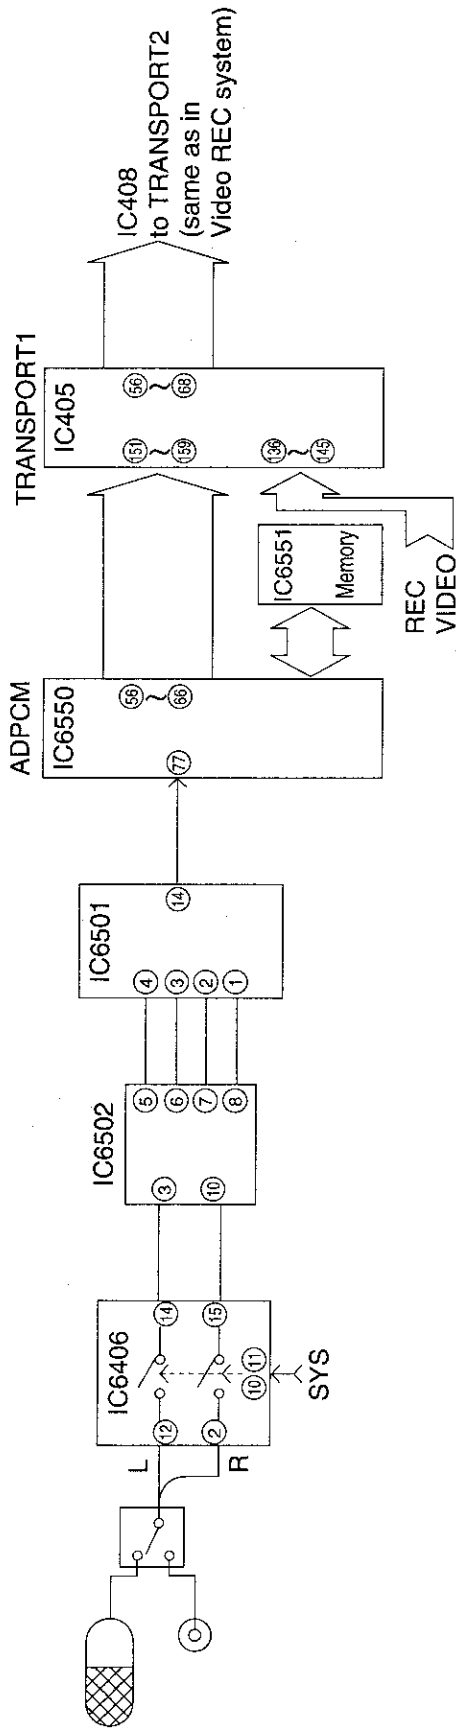 L
R
IC6406
12
2
14
15
10 11
SYS
IC6502
3
10
5
6
7
8
IC6501
4
3
2
1
14
ADPCM
IC6550
77
56
~
66
IC6551
Memory
REC
VIDEO
TRANSPORT1
IC405
151
~
159
56
~
68
136
~
145
IC408
to TRANSPORT2
(same as in
Video REC system)